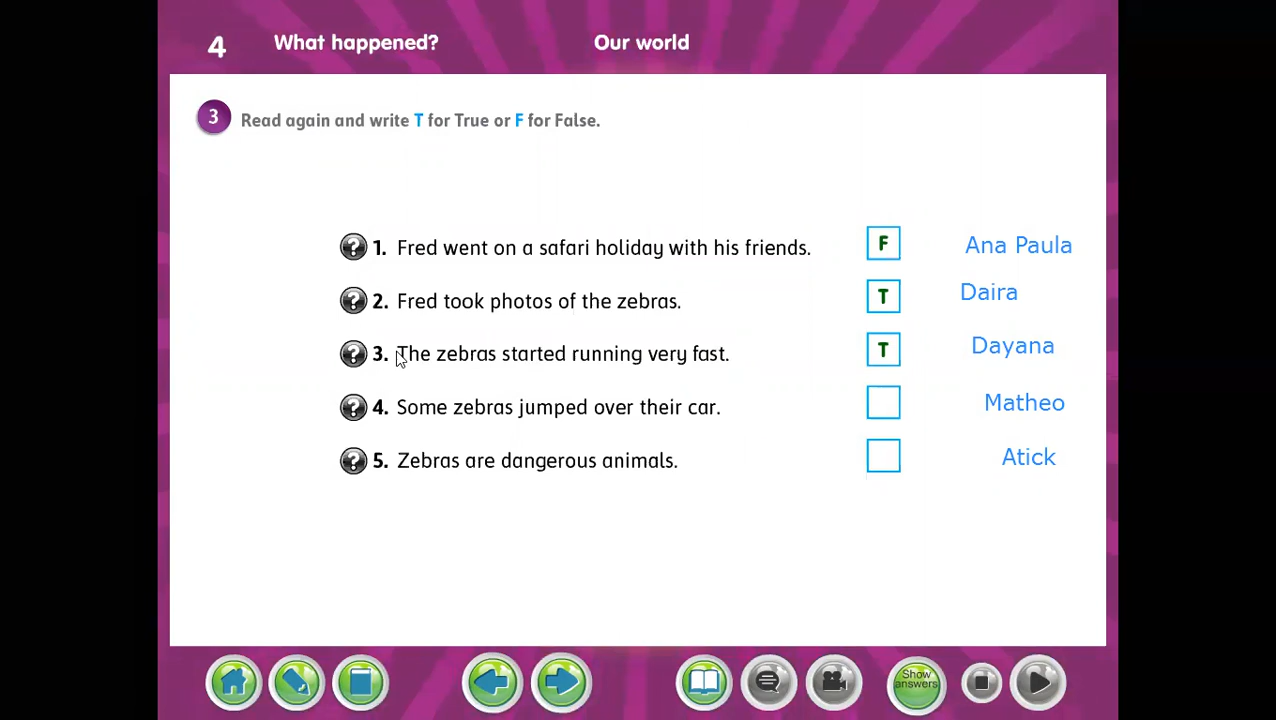 4 What happened? Our world
3 Read again and write T for True or F for False.
? 1. Fred went on a safari holiday with his friends. F Ana Paula
? 2. Fred took photos of the zebras. T Daira
? 3. The zebras started running very fast. T Dayana
? 4. Some zebras jumped over their car. Matheo
? 5. Zebras are dangerous animals. Atick
Show
answers